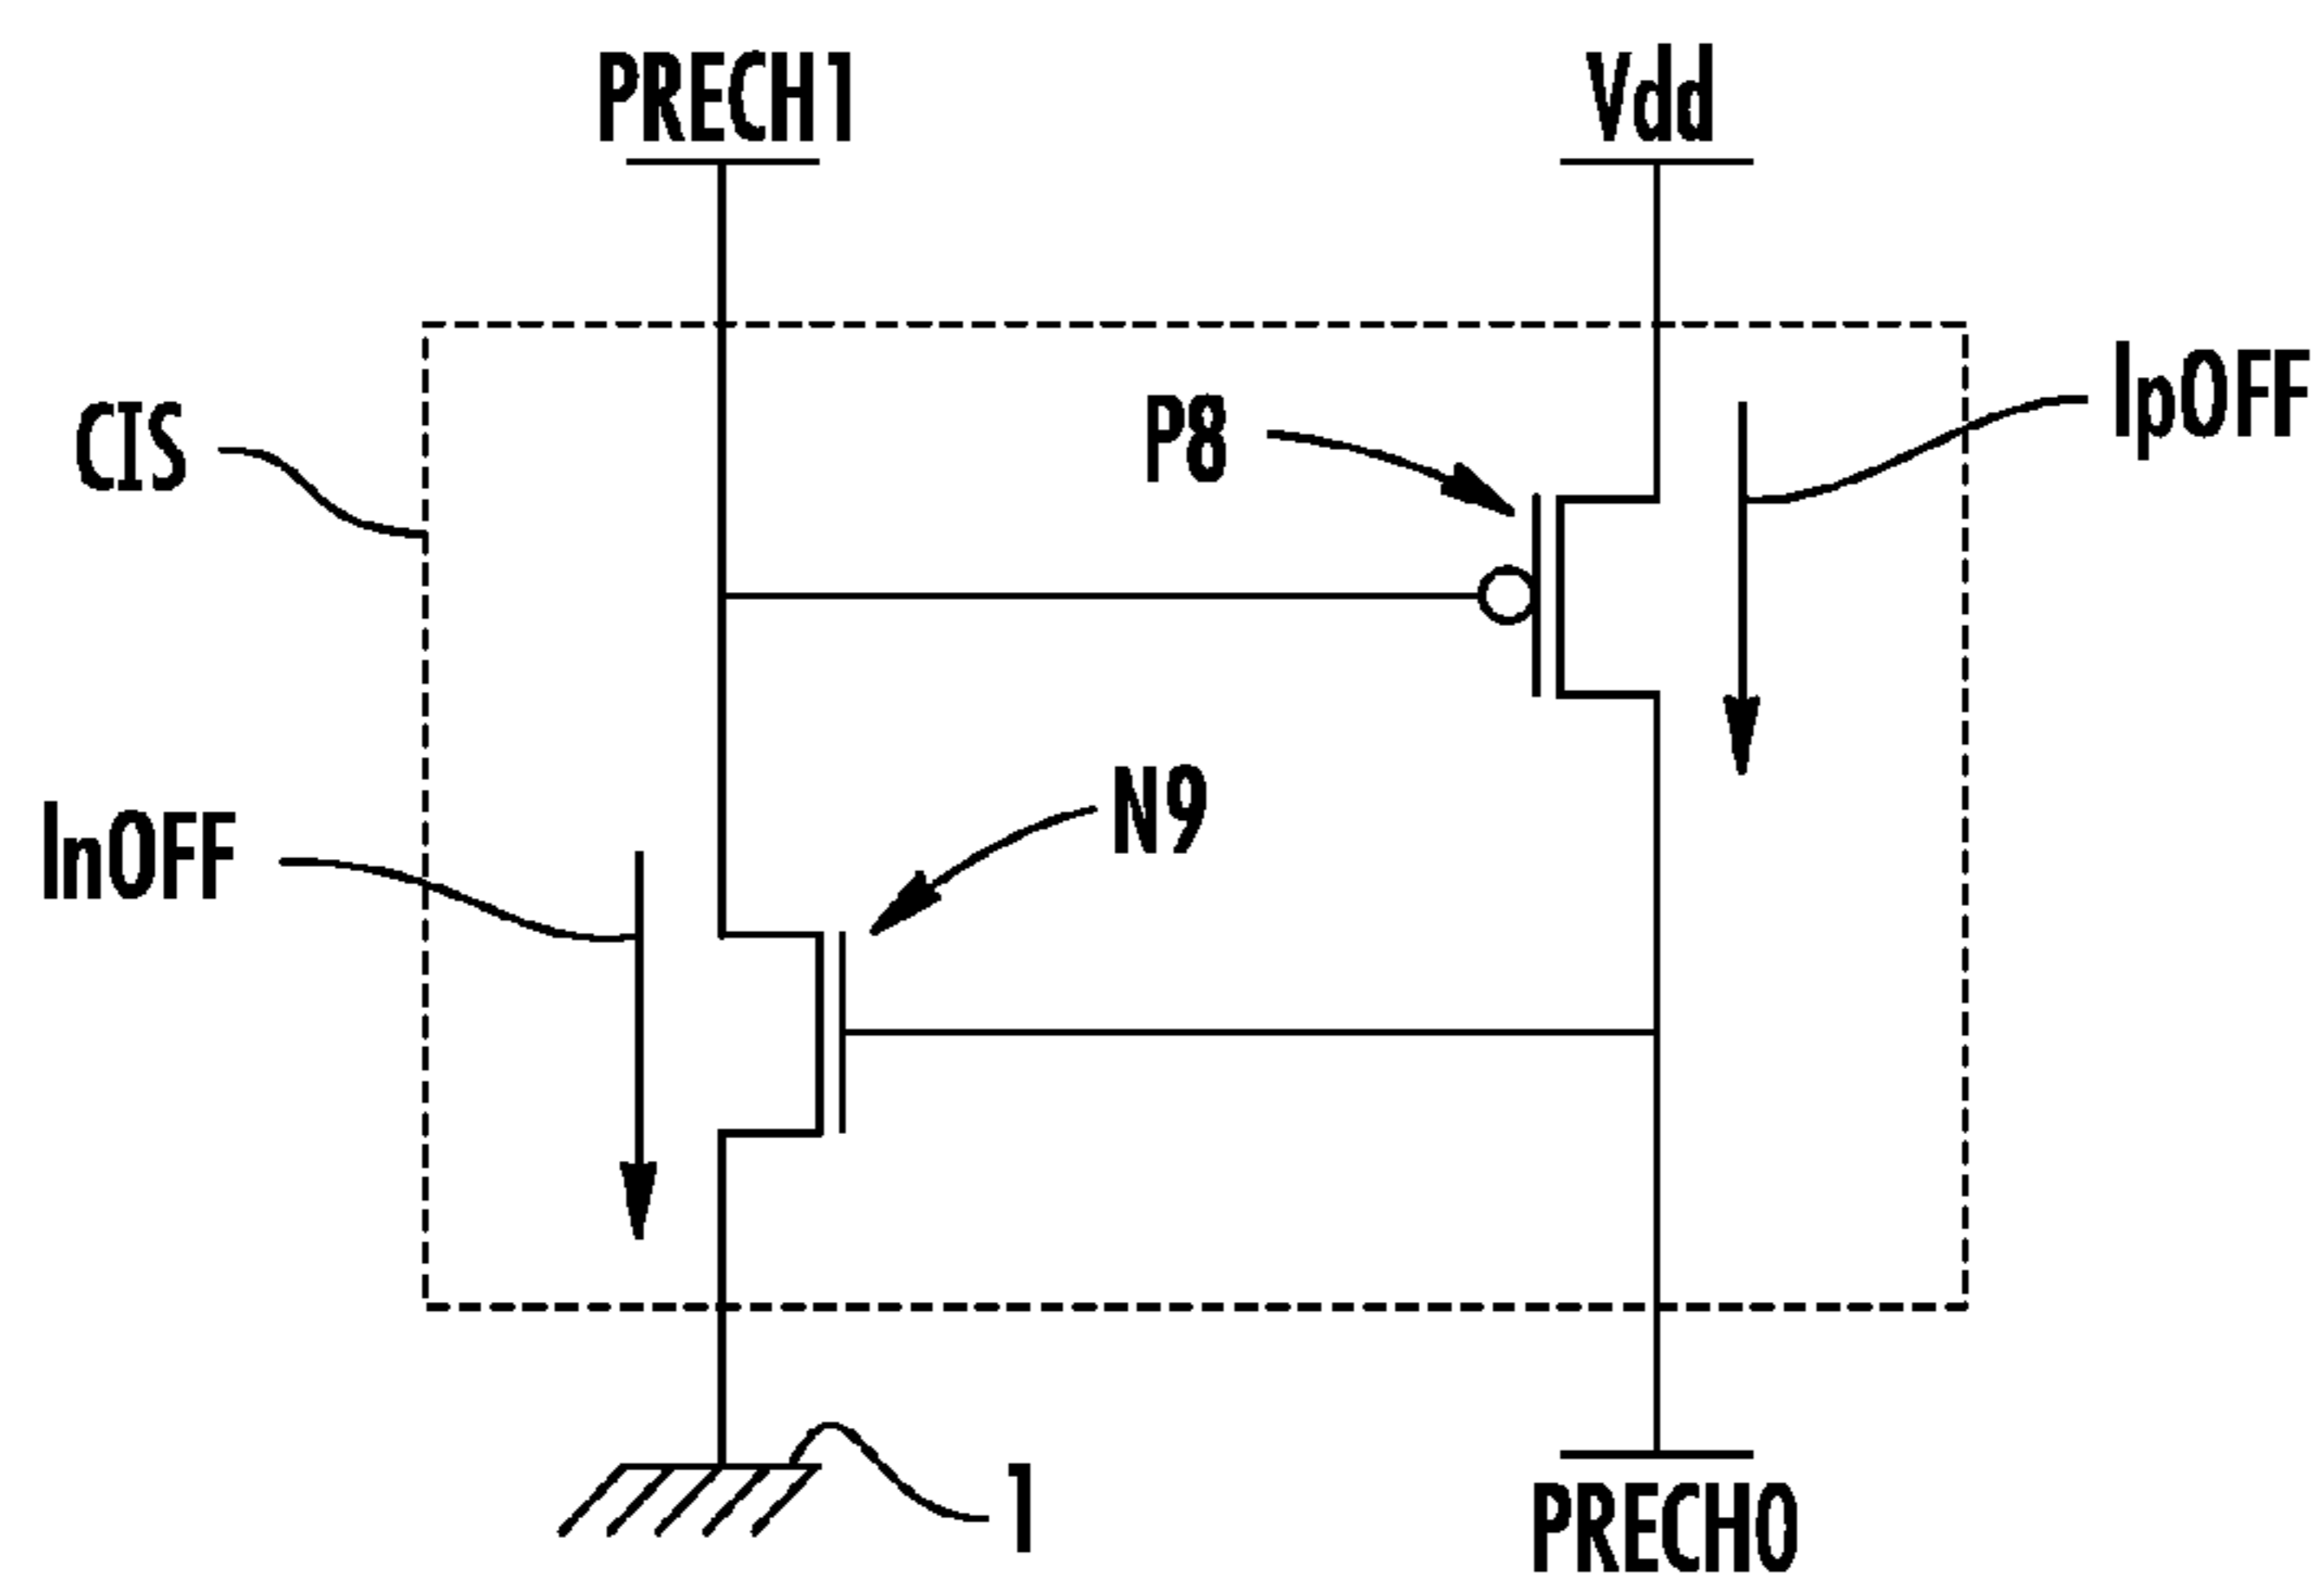 PRECH1
Vdd
CIS
P8
IpOFF
InOFF
N9
1
PRECH0